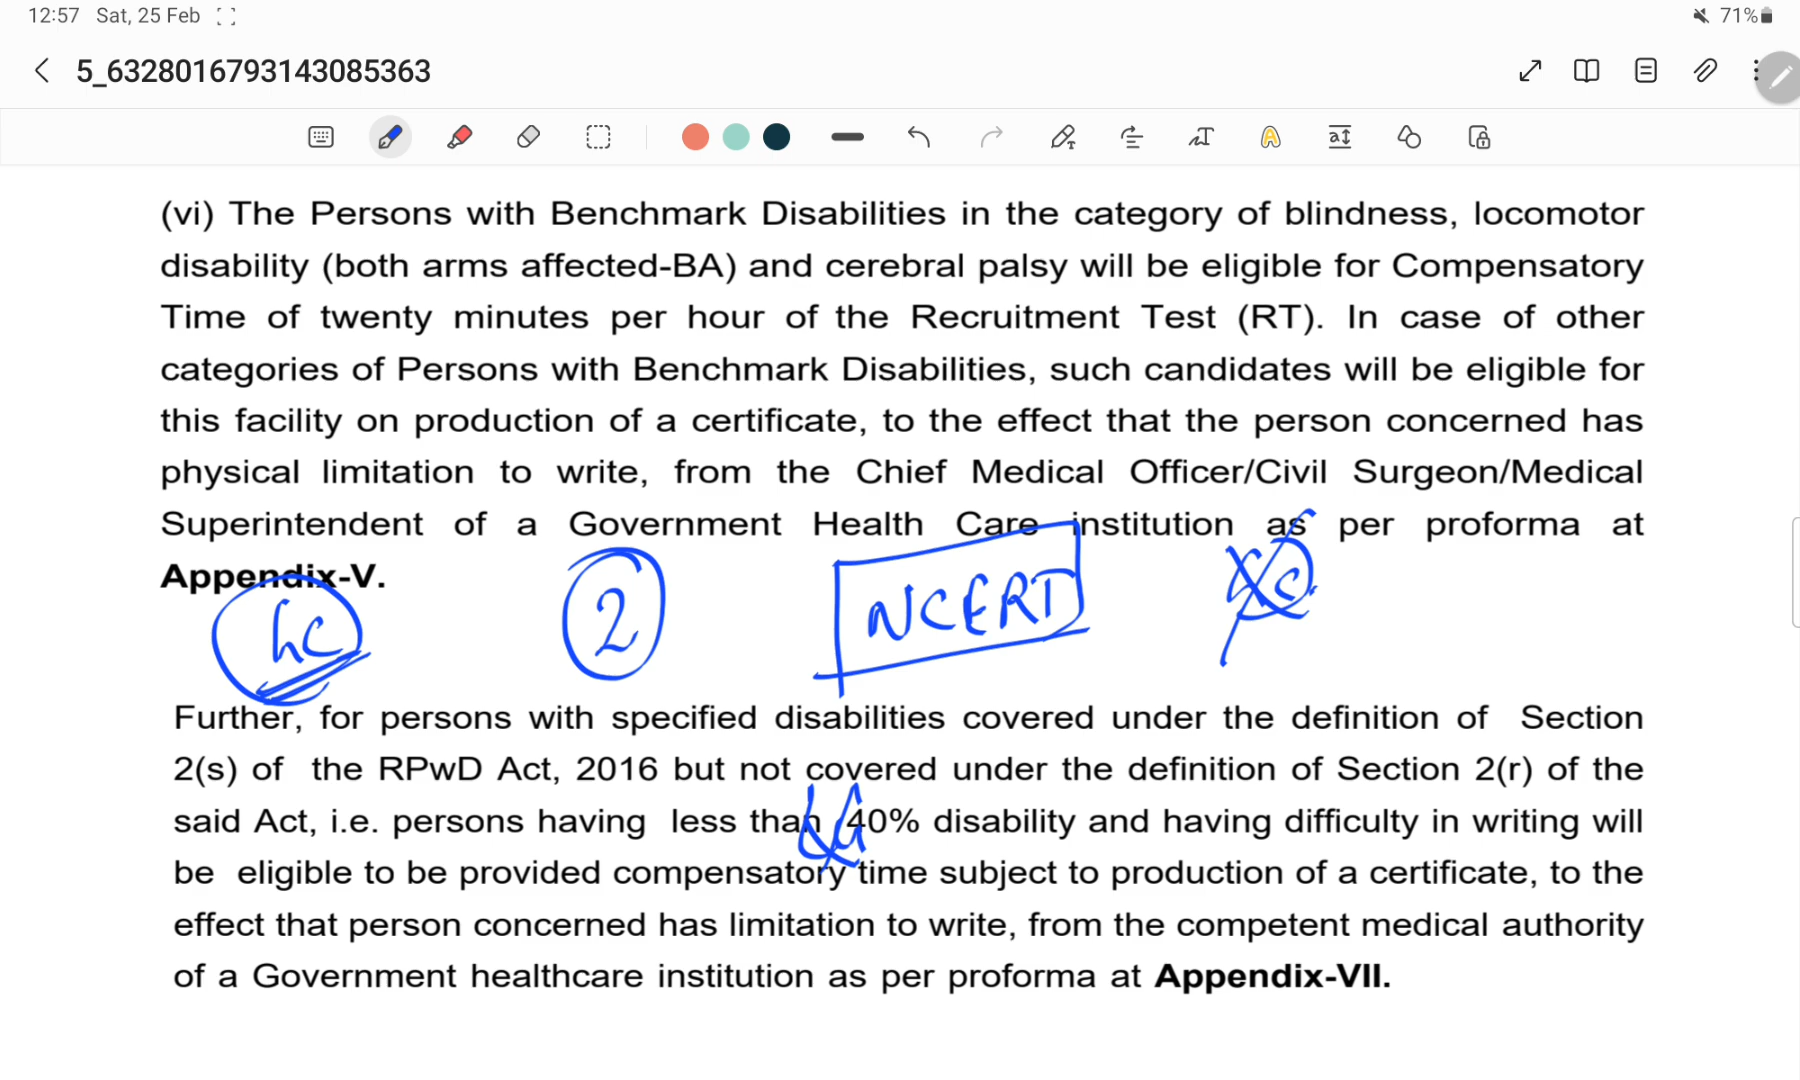 12:57 Sat, 25 Feb 71%
5_6328016793143085363
(vi) The Persons with Benchmark Disabilities in the category of blindness, locomotor
disability (both arms affected-BA) and cerebral palsy will be eligible for Compensatory
Time of twenty minutes per hour of the Recruitment Test (RT). In case of other
categories of Persons with Benchmark Disabilities, such candidates will be eligible for
this facility on production of a certificate, to the effect that the person concerned has
physical limitation to write, from the Chief Medical Officer/Civil Surgeon/Medical
Superintendent of a Government Health Care institution as per proforma at
Appendix-V.
hc 2 NCERT
Further, for persons with specified disabilities covered under the definition of Section
2(s) of the RPwD Act, 2016 but not covered under the definition of Section 2(r) of the
said Act, i.e. persons having less than 40% disability and having difficulty in writing will
be eligible to be provided compensatory time subject to production of a certificate, to the
effect that person concerned has limitation to write, from the competent medical authority
of a Government healthcare institution as per proforma at Appendix-VII.